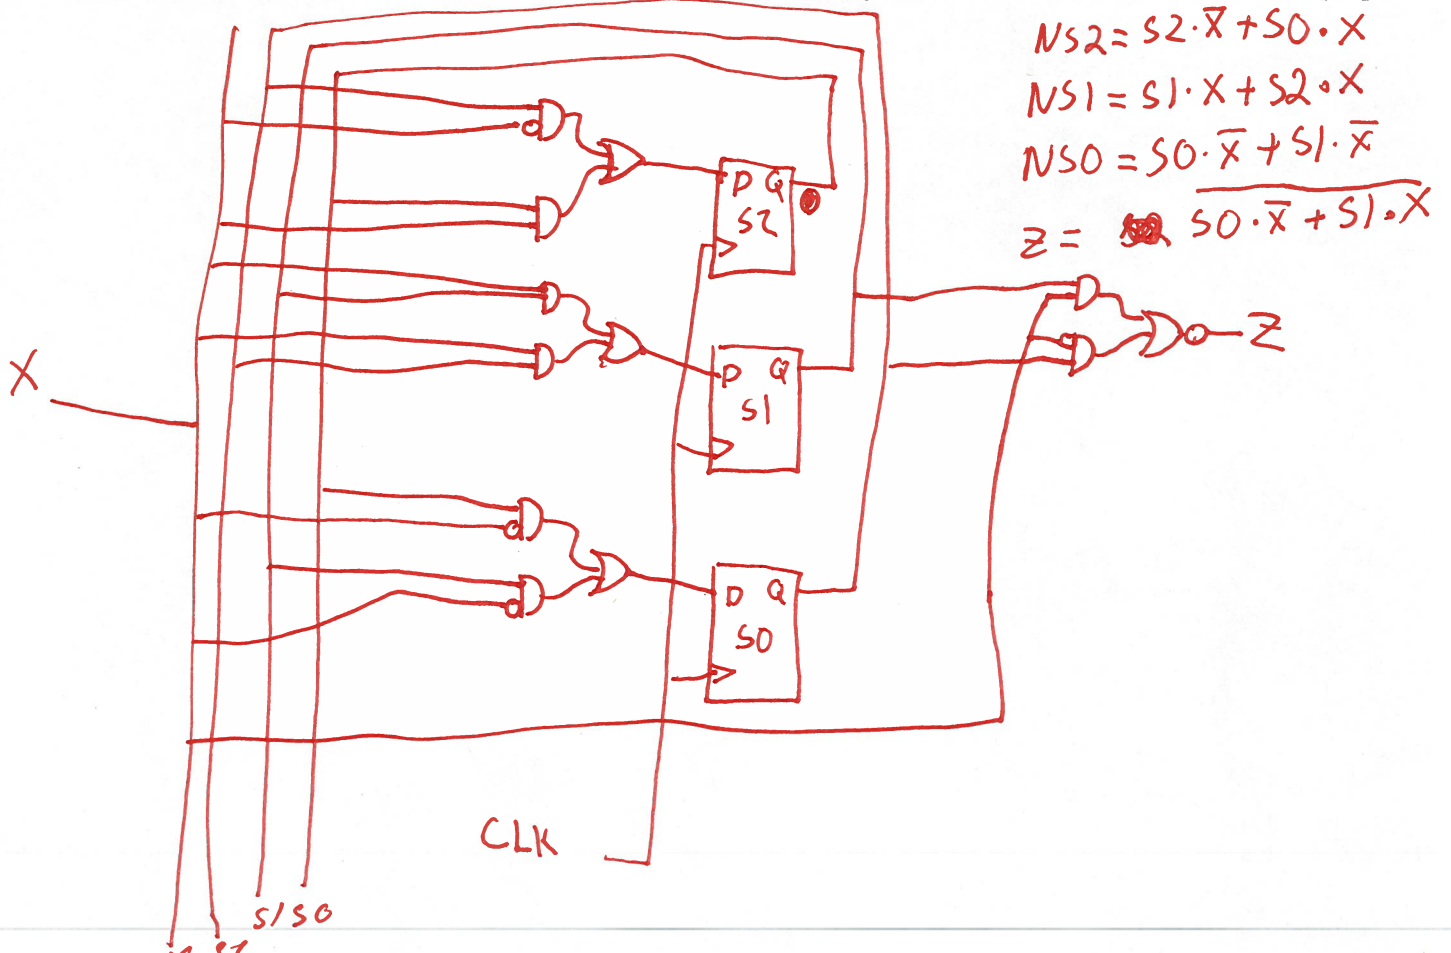 NS2 = S2·X̅ + S0·X
NS1 = S1·X + S2·X
NS0 = S0·X̅ + S1·X̅
Z = S0·X̅ + S1·X
D Q
S2
Z
X
D Q
S1
D Q
S0
CLK
S1 S0